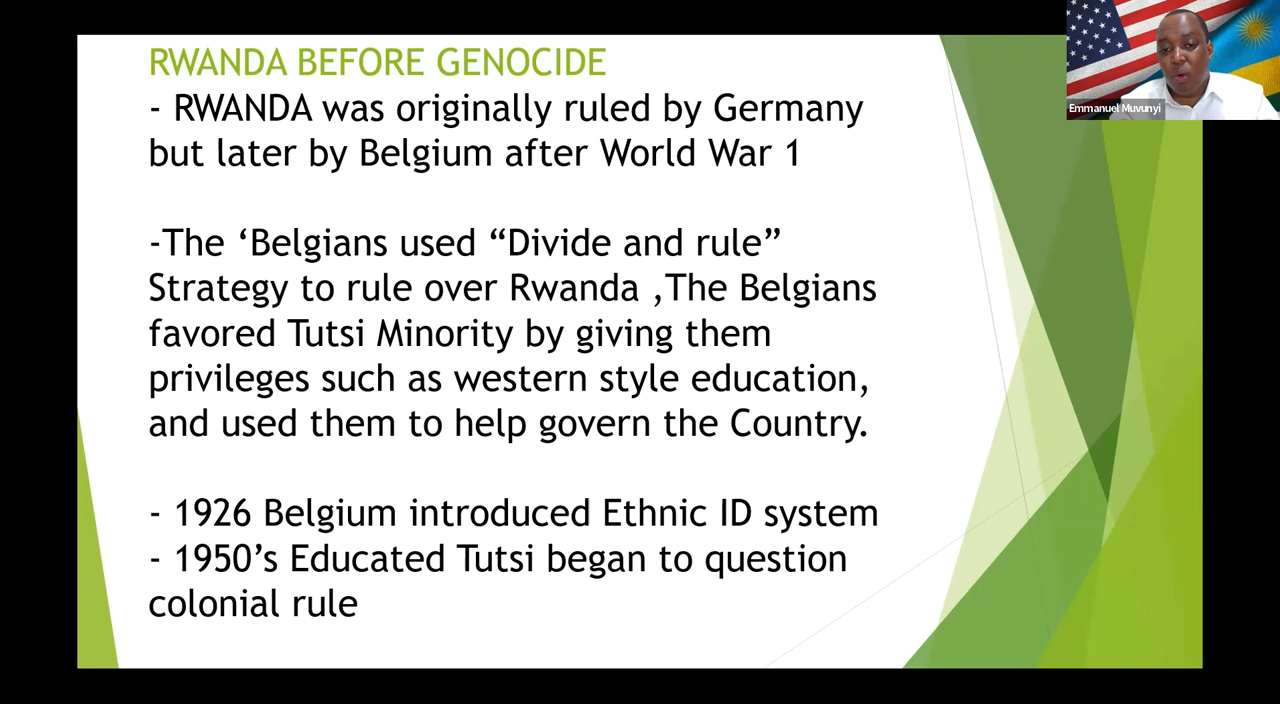 RWANDA BEFORE GENOCIDE
- RWANDA was originally ruled by Germany
but later by Belgium after World War 1
-The ‘Belgians used “Divide and rule”
Strategy to rule over Rwanda ,The Belgians
favored Tutsi Minority by giving them
privileges such as western style education,
and used them to help govern the Country.
- 1926 Belgium introduced Ethnic ID system
- 1950’s Educated Tutsi began to question
colonial rule
Emmanuel Muvunyi